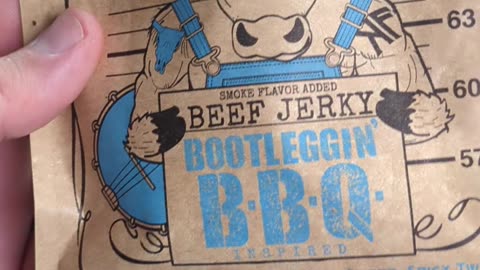 63
SMOKE FLAVOR ADDED
BEEF JERKY
60
BOOTLEGGIN'
B·B·Q·
57
INSPIRED